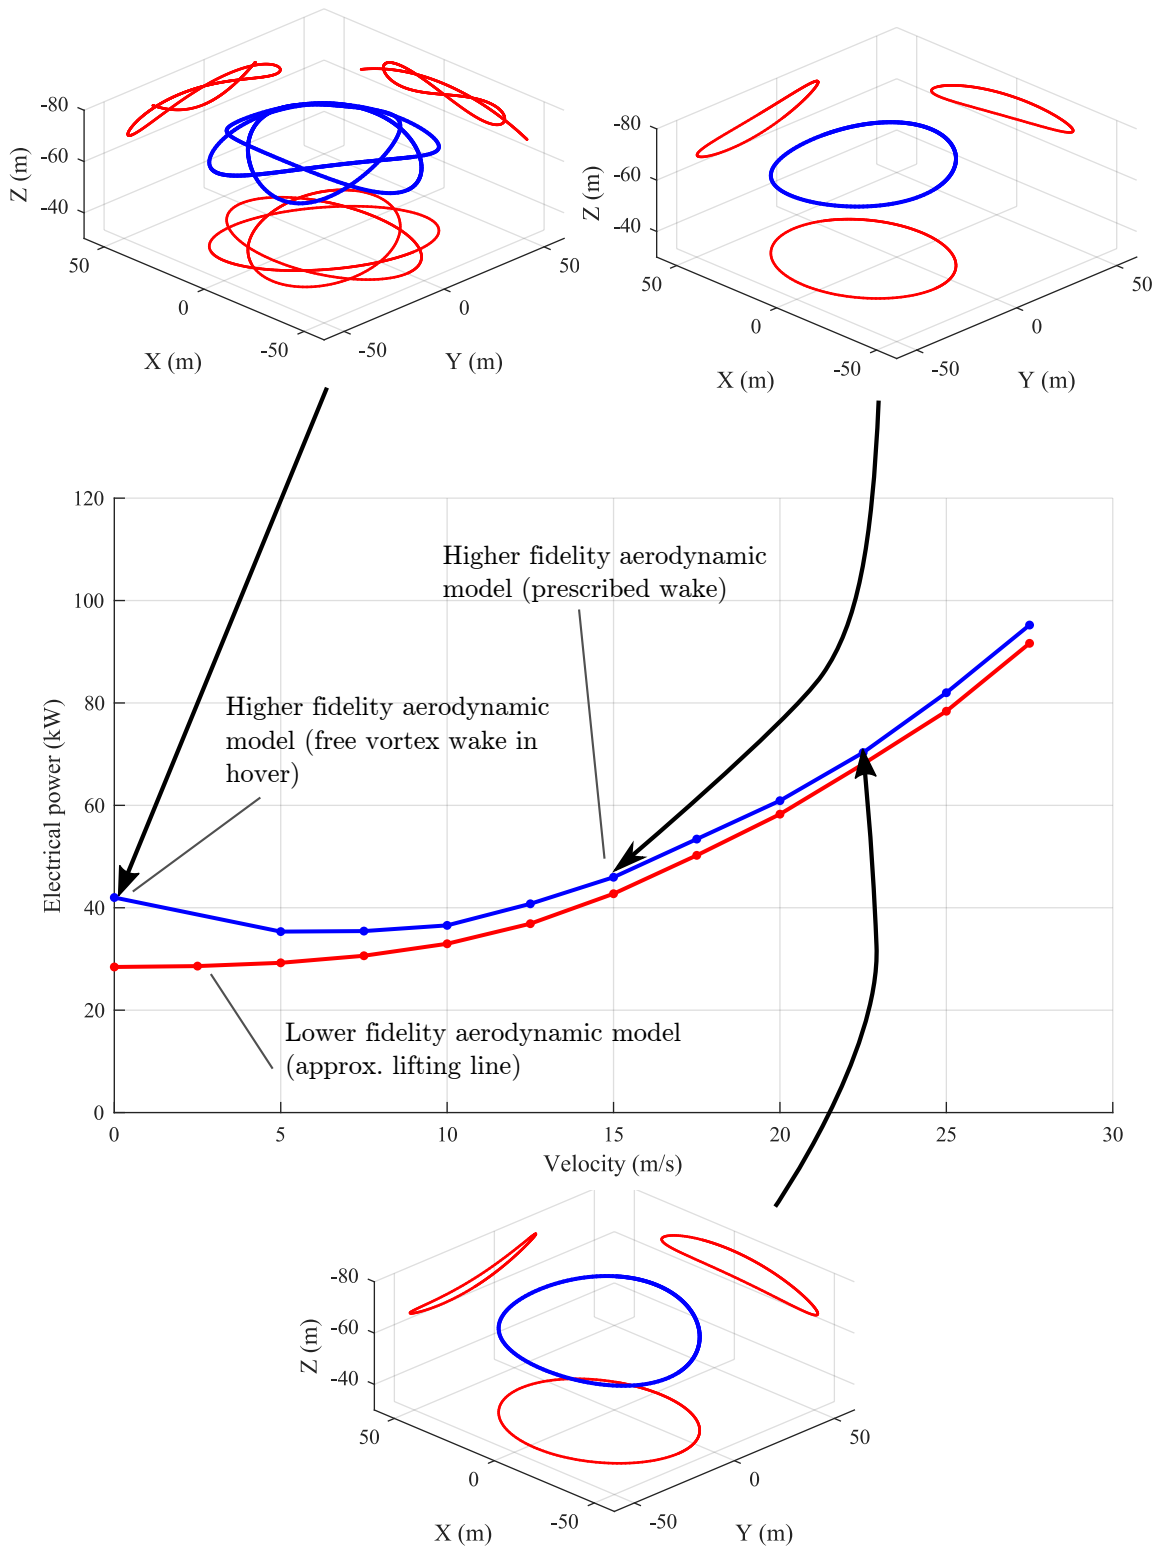 -80
-60
-40
Z (m)
50
0
-50
X (m)
-50
0
50
Y (m)
-80
-60
-40
Z (m)
50
0
-50
X (m)
-50
0
50
Y (m)
120
100
80
60
40
20
0
Electrical power (kW)
Higher fidelity aerodynamic
model (prescribed wake)
Higher fidelity aerodynamic
model (free vortex wake in
hover)
Lower fidelity aerodynamic model
(approx. lifting line)
0
5
10
15
20
25
30
Velocity (m/s)
-80
-60
-40
Z (m)
50
0
-50
X (m)
-50
0
50
Y (m)